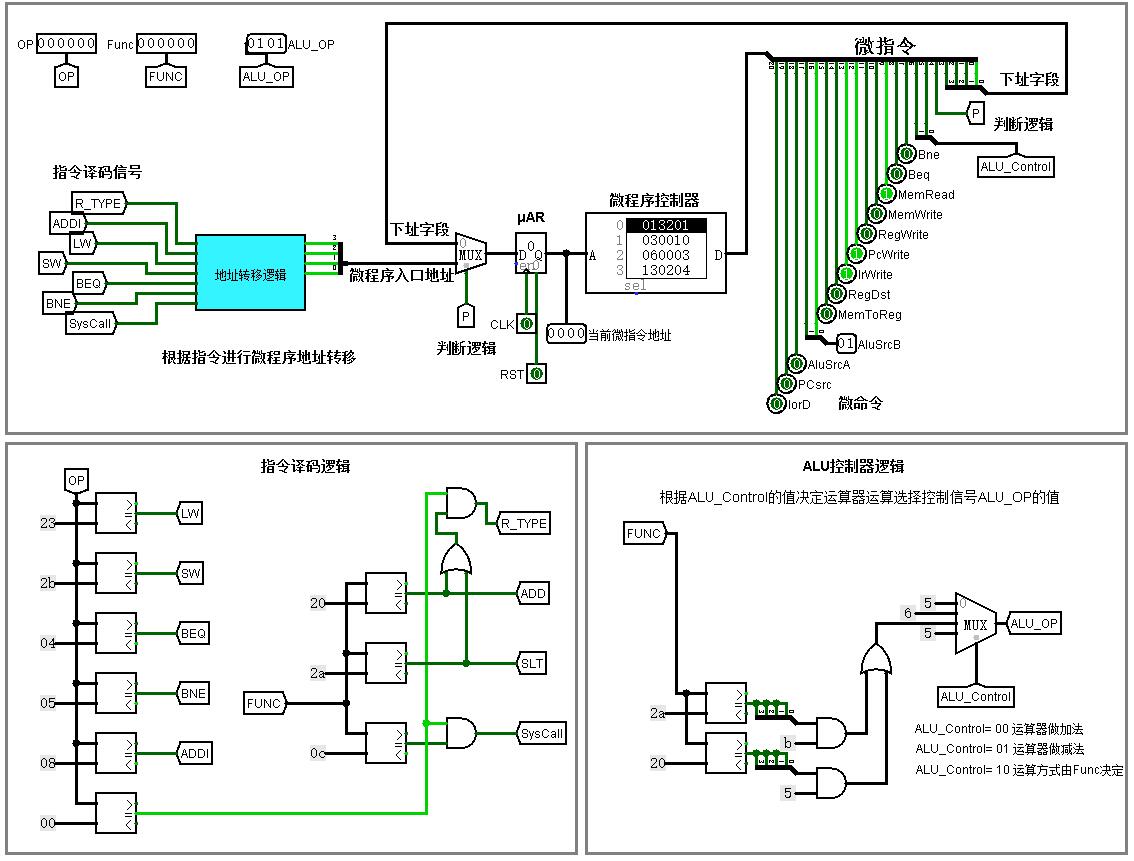 OP 000000 Func 000000 0101 ALU_OP
OP FUNC ALU_OP
微指令
下址字段
P
判断逻辑
ALU_Control
Bne
Beq
MemRead
MemWrite
RegWrite
PcWrite
IrWrite
RegDst
MemToReg
01 AluSrcB
AluSrcA
PCsrc
IorD
微命令
指令译码信号
R_TYPE
ADDI
LW
SW
BEQ
BNE
SysCall
地址转移逻辑
3
2
1
0
微程序入口地址
根据指令进行微程序地址转移
下址字段
0
MUX
P
判断逻辑
μAR
D 0 Q
en 0
CLK 0
RST 0
0000 当前微指令地址
微程序控制器
A
0 013201
1 030010
2 060003
3 130204
sel
D
指令译码逻辑
OP
23 LW
2b SW
04 BEQ
05 BNE
08 ADDI
00
FUNC
20 ADD
2a SLT
0c SysCall
R_TYPE
ALU控制器逻辑
根据ALU_Control的值决定运算器运算选择控制信号ALU_OP的值
FUNC
2a
20
b
5
5
6
5
0
MUX
ALU_OP
ALU_Control
ALU_Control= 00 运算器做加法
ALU_Control= 01 运算器做减法
ALU_Control= 10 运算方式由Func决定